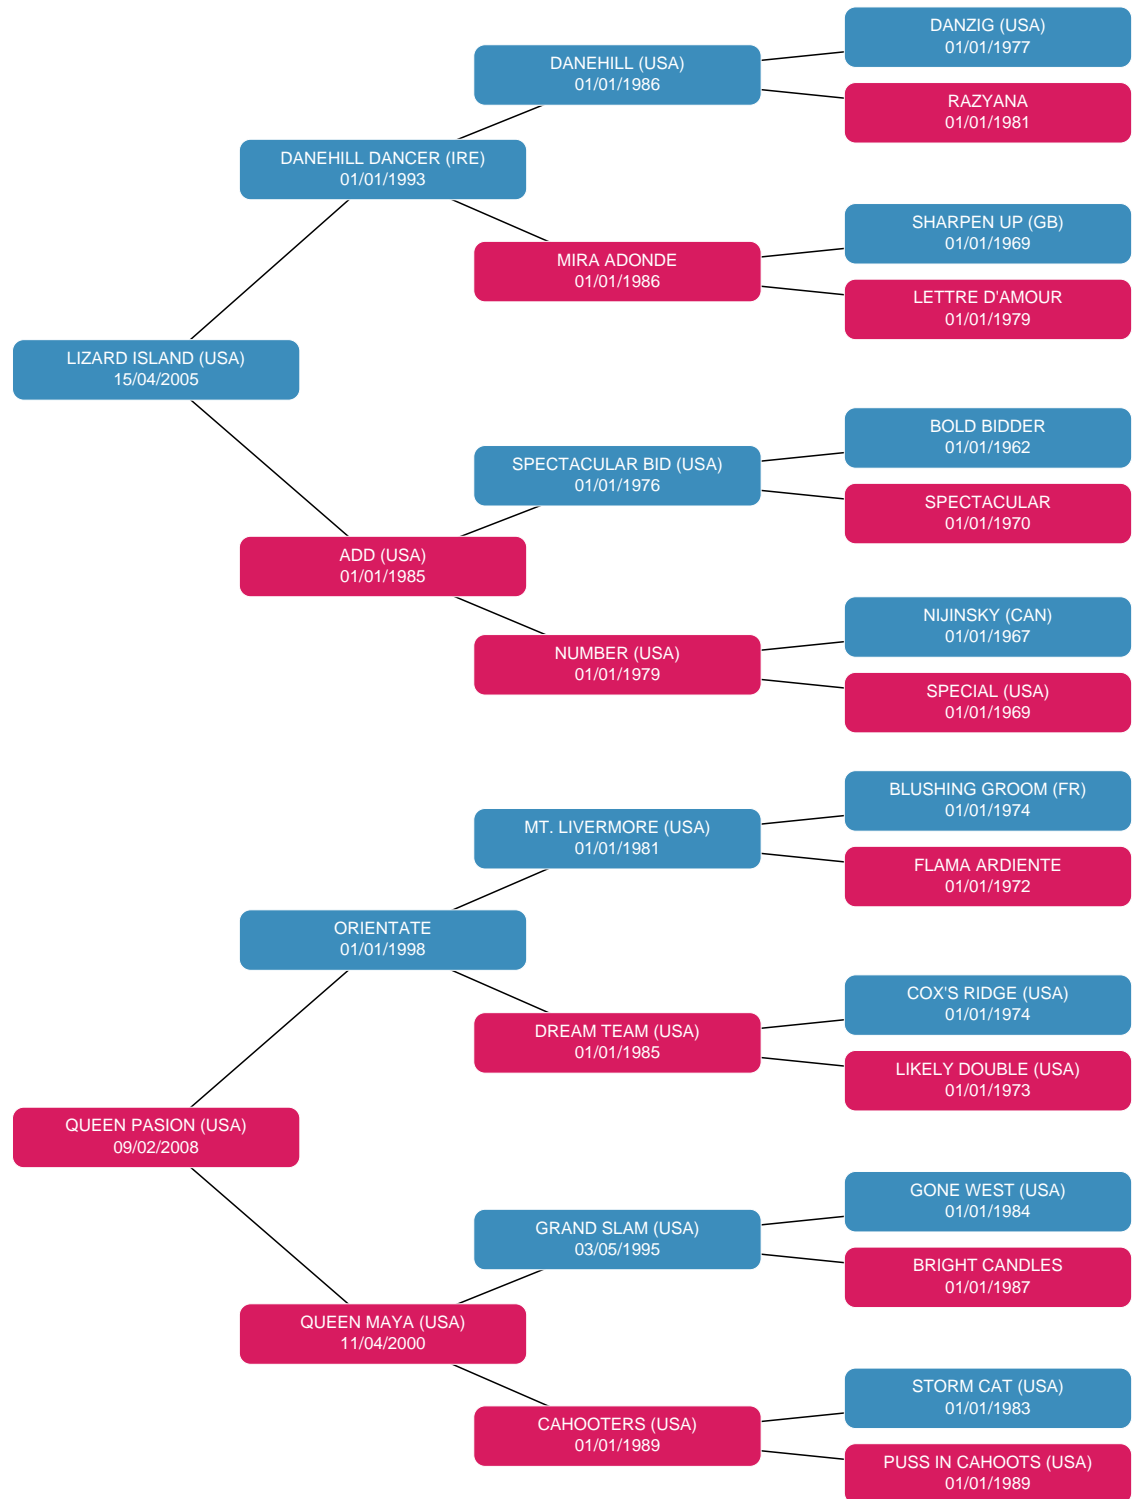 DANZIG (USA)
01/01/1977
DANEHILL (USA)
01/01/1986
RAZYANA
01/01/1981
DANEHILL DANCER (IRE)
01/01/1993
SHARPEN UP (GB)
01/01/1969
MIRA ADONDE
01/01/1986
LETTRE D'AMOUR
01/01/1979
LIZARD ISLAND (USA)
15/04/2005
BOLD BIDDER
01/01/1962
SPECTACULAR BID (USA)
01/01/1976
SPECTACULAR
01/01/1970
ADD (USA)
01/01/1985
NIJINSKY (CAN)
01/01/1967
NUMBER (USA)
01/01/1979
SPECIAL (USA)
01/01/1969
BLUSHING GROOM (FR)
01/01/1974
MT. LIVERMORE (USA)
01/01/1981
FLAMA ARDIENTE
01/01/1972
ORIENTATE
01/01/1998
COX'S RIDGE (USA)
01/01/1974
DREAM TEAM (USA)
01/01/1985
LIKELY DOUBLE (USA)
01/01/1973
QUEEN PASION (USA)
09/02/2008
GONE WEST (USA)
01/01/1984
GRAND SLAM (USA)
03/05/1995
BRIGHT CANDLES
01/01/1987
QUEEN MAYA (USA)
11/04/2000
STORM CAT (USA)
01/01/1983
CAHOOTERS (USA)
01/01/1989
PUSS IN CAHOOTS (USA)
01/01/1989